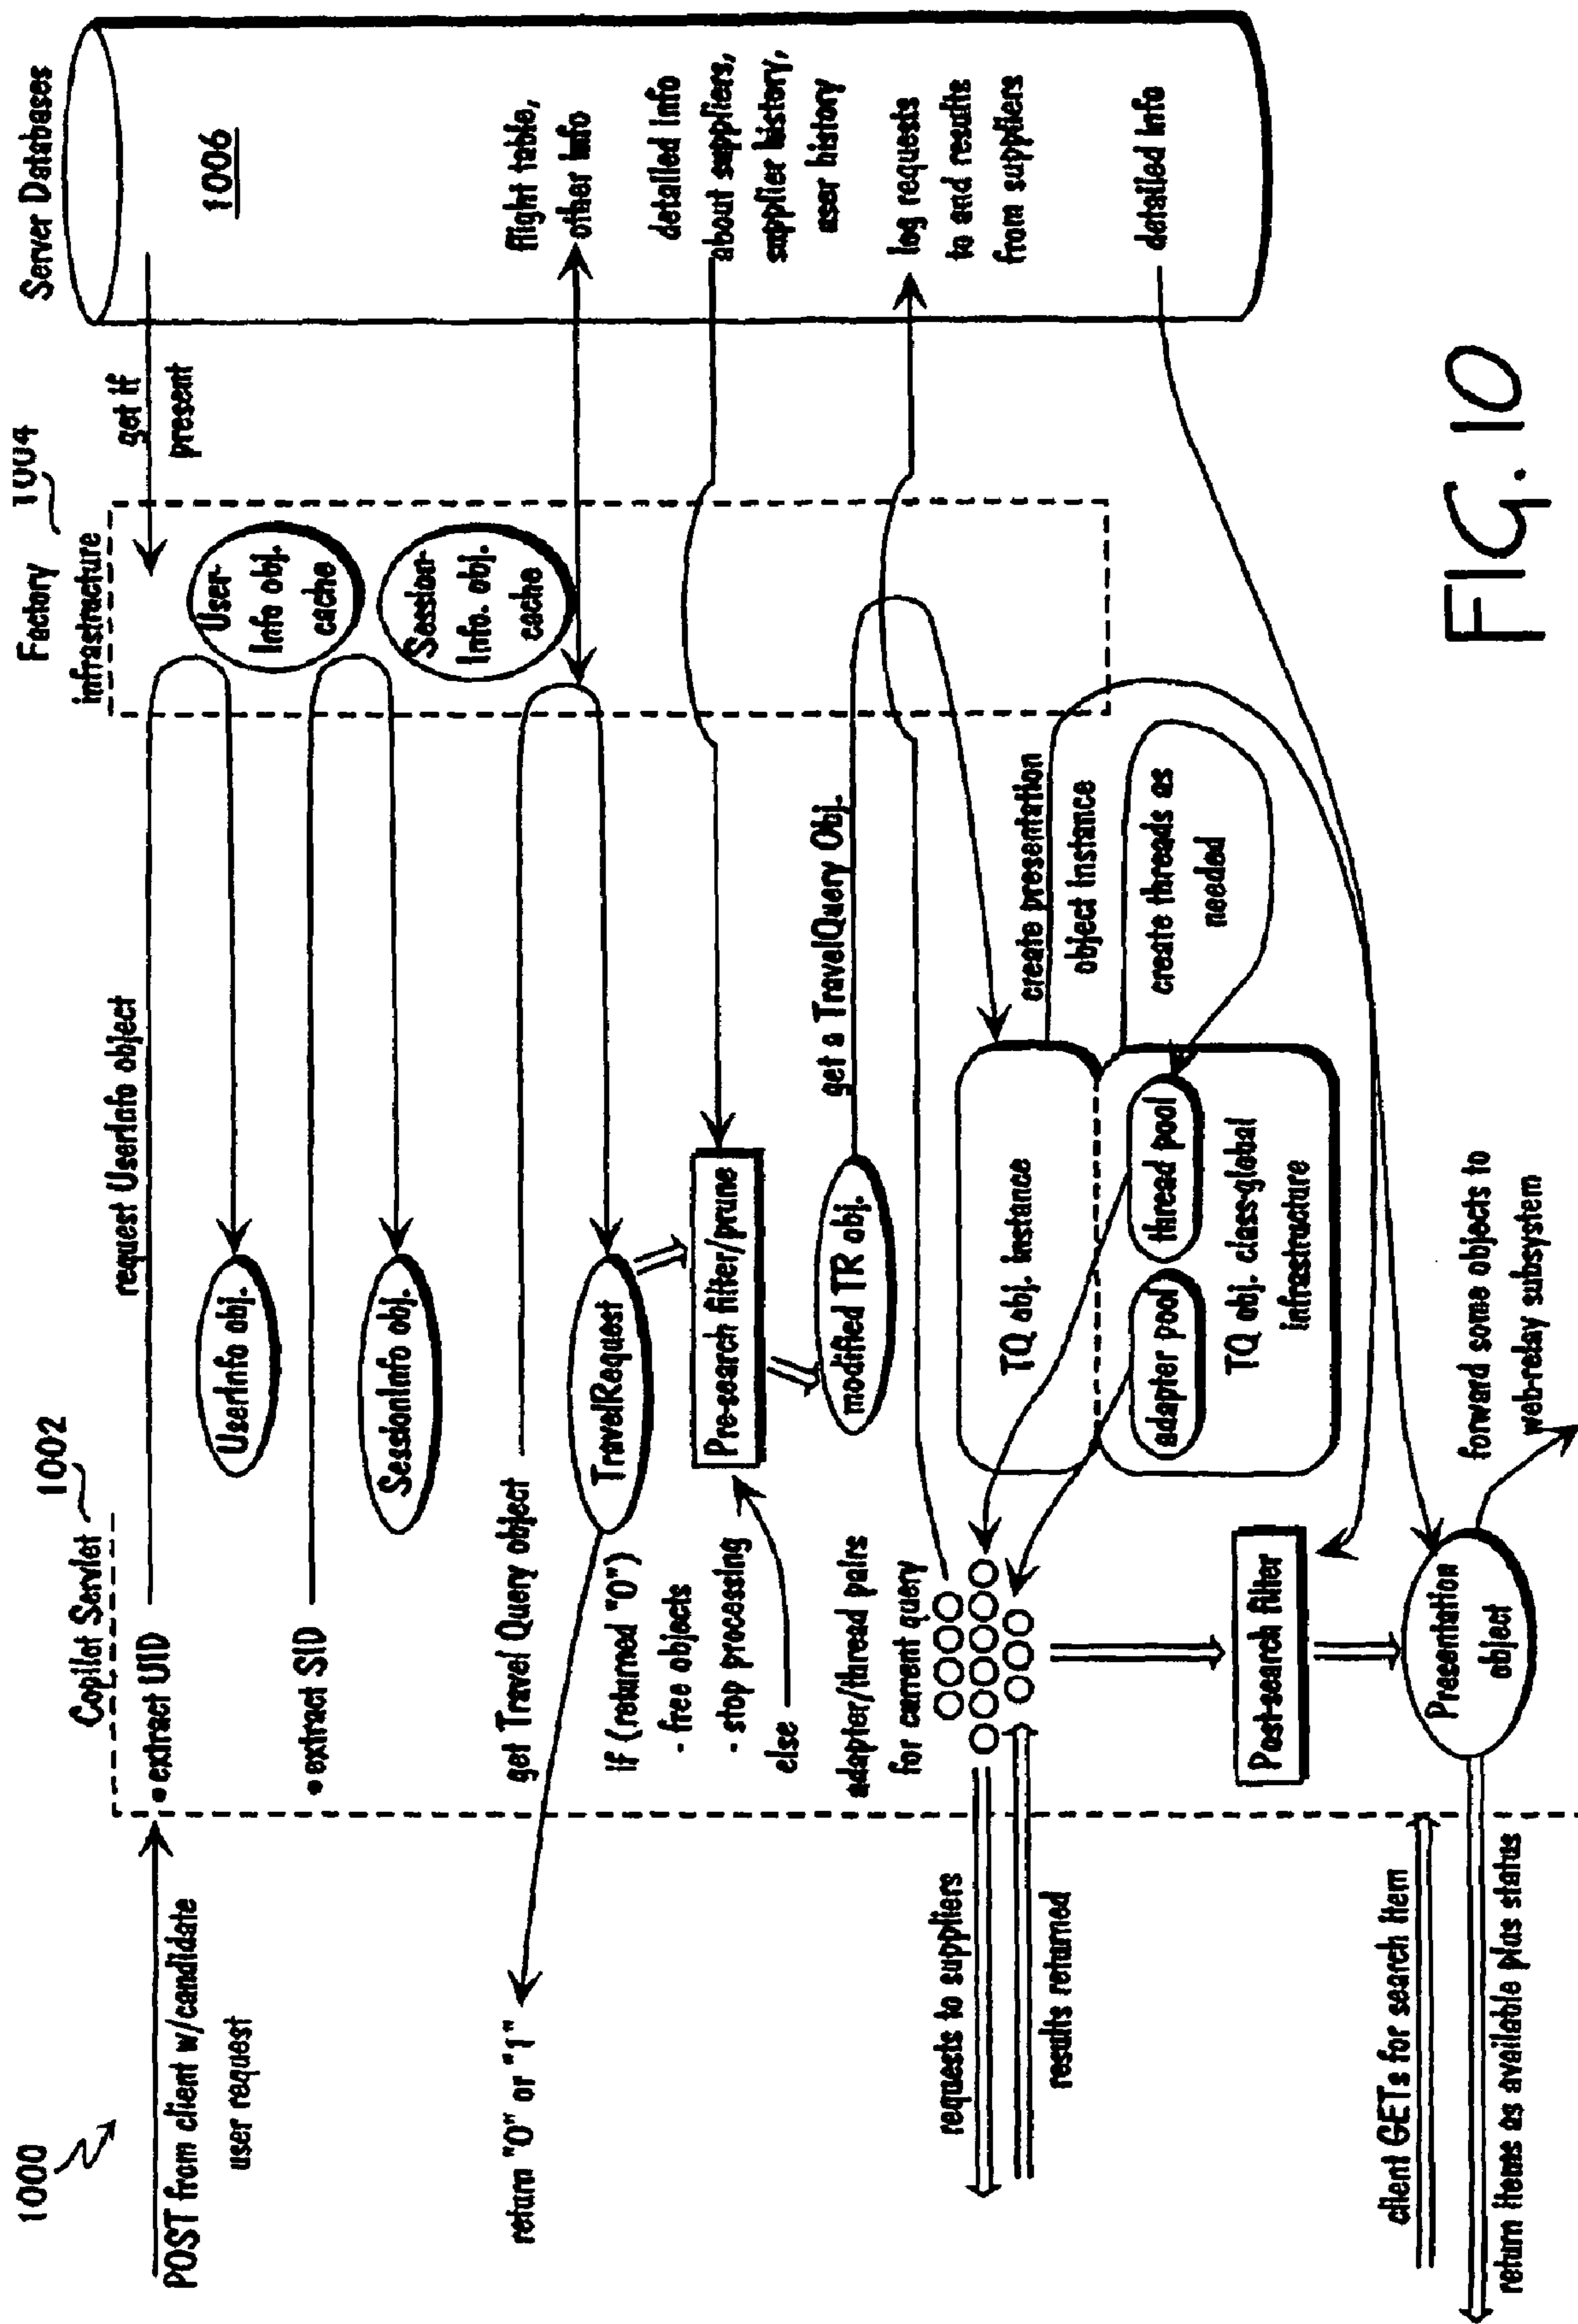 1000
Copilot Servlet
1002
Factory
infrastructure
1004
Server Databases
1006
POST from client w/candidate
user request
• extract UID
request UserInfo object
get if
present
User-
Info obj.
cache
UserInfo obj.
• extract SID
Session-
Info. obj.
cache
SessionInfo obj.
flight table,
other info
get Travel Query object
TravelRequest
return "0" or "1"
if (returned "0")
- free objects
- stop processing
else
detailed info
about suppliers,
supplier history,
user history
Pre-search filter/prune
modified TR obj.
get a TravelQuery Obj.
log requests
to and results
from suppliers
adapter/thread pairs
for current query
requests to suppliers
results returned
TQ obj. instance
create presentation
object instance
adapter pool
thread pool
create threads as
needed
TQ obj. class-global
infrastructure
detailed info
Post-search filter
client GETs for search item
return items as available plus status
Presentation
object
forward some objects to
web-relay subsystem
FIG. 10